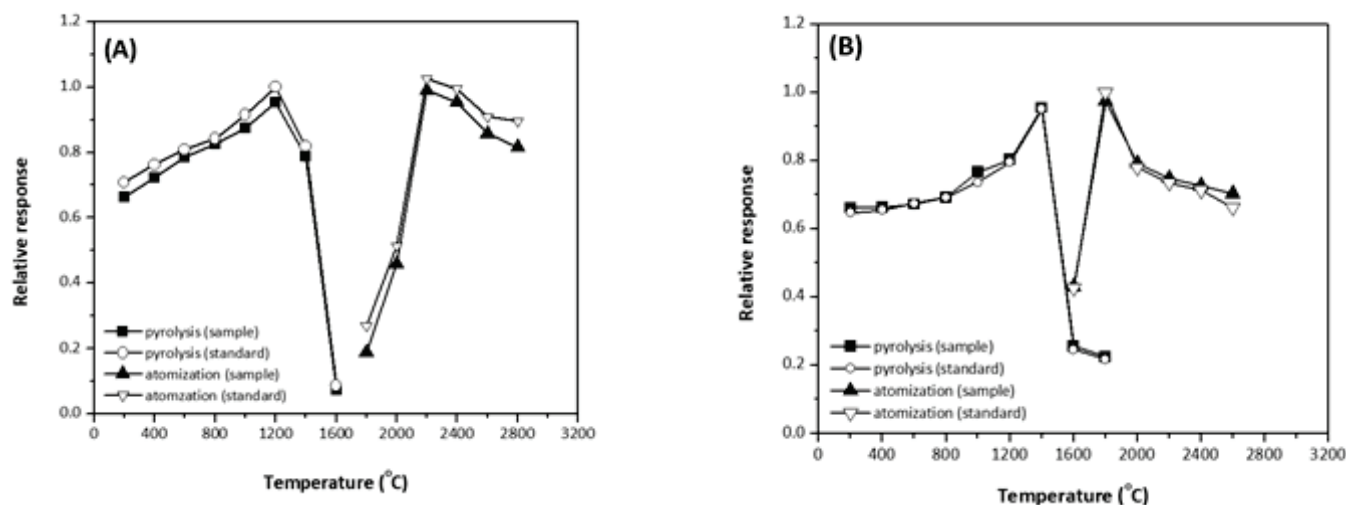 (A)
Relative response
1.2
1.0
0.8
0.6
0.4
0.2
0.0
pyrolysis (sample)
pyrolysis (standard)
atomization (sample)
atomzation (standard)
0 400 800 1200 1600 2000 2400 2800 3200
Temperature (°C)
(B)
Relative response
1.2
1.0
0.8
0.6
0.4
0.2
0.0
pyrolysis (sample)
pyrolysis (standard)
atomization (sample)
atomization (standard)
0 400 800 1200 1600 2000 2400 2800 3200
Temperature (°C)